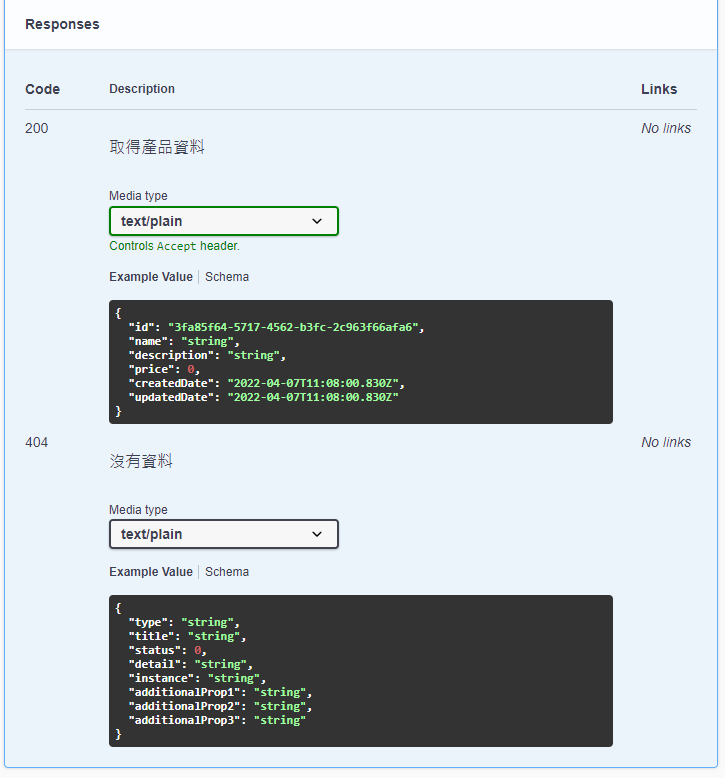 Responses
Code Description Links
200 No links
取得產品資料
Media type
text/plain
Controls Accept header.
Example Value Schema
{
  "id": "3fa85f64-5717-4562-b3fc-2c963f66afa6",
  "name": "string",
  "description": "string",
  "price": 0,
  "createdDate": "2022-04-07T11:08:00.830Z",
  "updatedDate": "2022-04-07T11:08:00.830Z"
}
404 No links
沒有資料
Media type
text/plain
Example Value Schema
{
  "type": "string",
  "title": "string",
  "status": 0,
  "detail": "string",
  "instance": "string",
  "additionalProp1": "string",
  "additionalProp2": "string",
  "additionalProp3": "string"
}